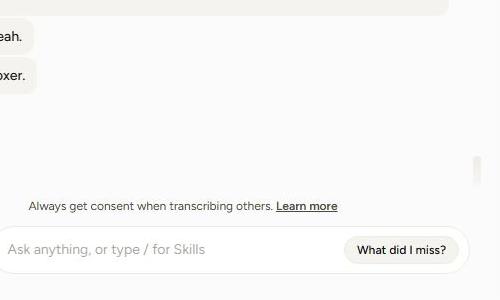 eah.
oxer.
Always get consent when transcribing others. Learn more
Ask anything, or type / for Skills
What did I miss?